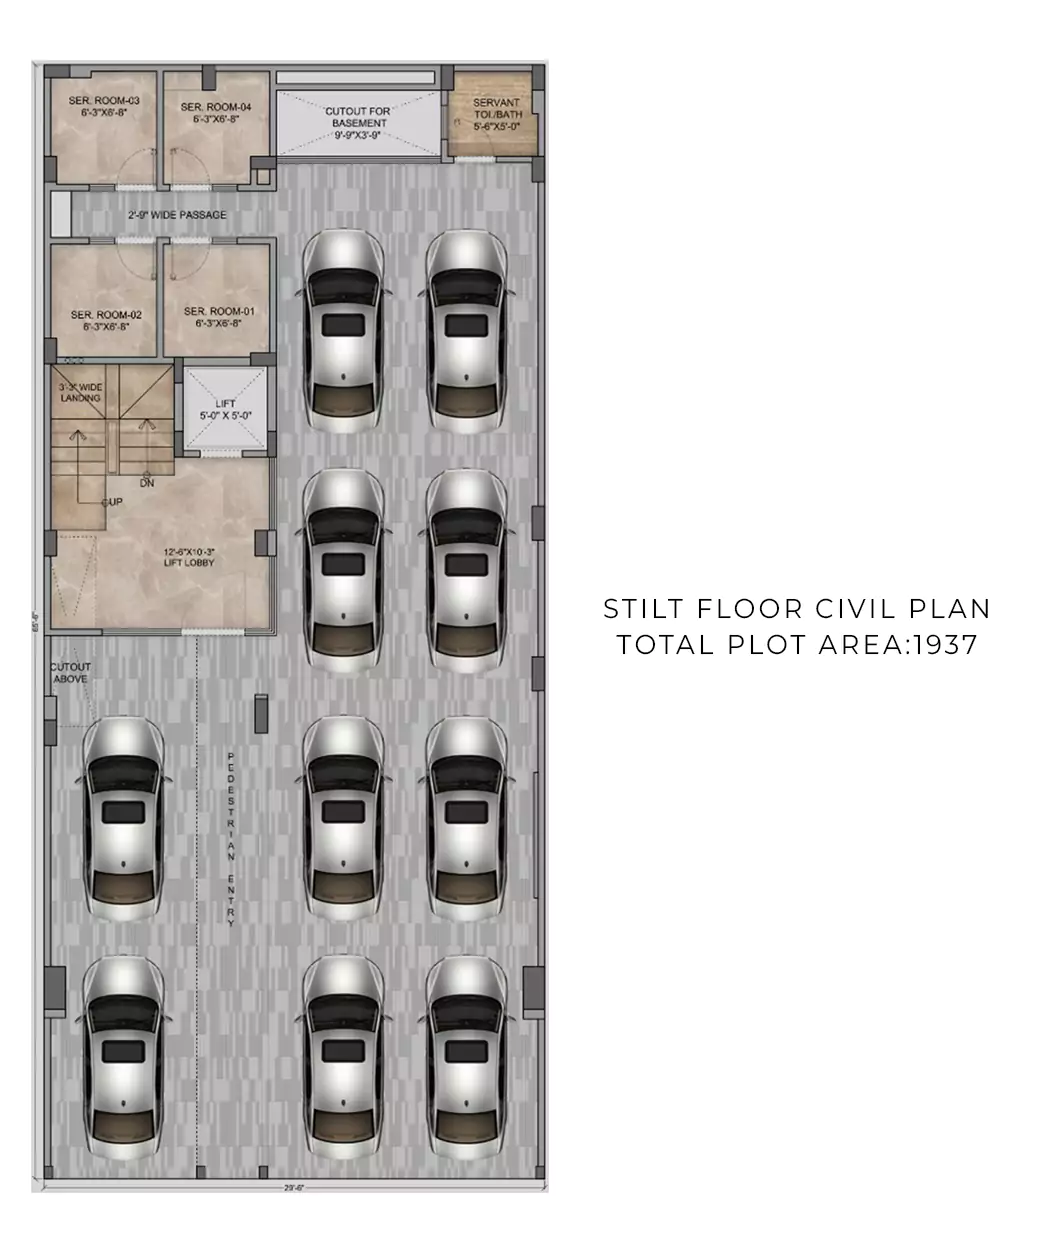 SER. ROOM-03
6'-3"X6'-8"
SER. ROOM-04
6'-3"X6'-8"
CUTOUT FOR
BASEMENT
9'-9"X3'-9"
SERVANT
TOI./BATH
5'-6"X5'-0"
2'-9" WIDE PASSAGE
SER. ROOM-02
6'-3"X6'-8"
SER. ROOM-01
6'-3"X6'-8"
3'-3" WIDE
LANDING
LIFT
5'-0" X 5'-0"
DN
UP
12'-6"X10'-3"
LIFT LOBBY
STILT FLOOR CIVIL PLAN
TOTAL PLOT AREA:1937
65'-6"
CUTOUT
ABOVE
PEDESTRIAN ENTRY
29'-6"